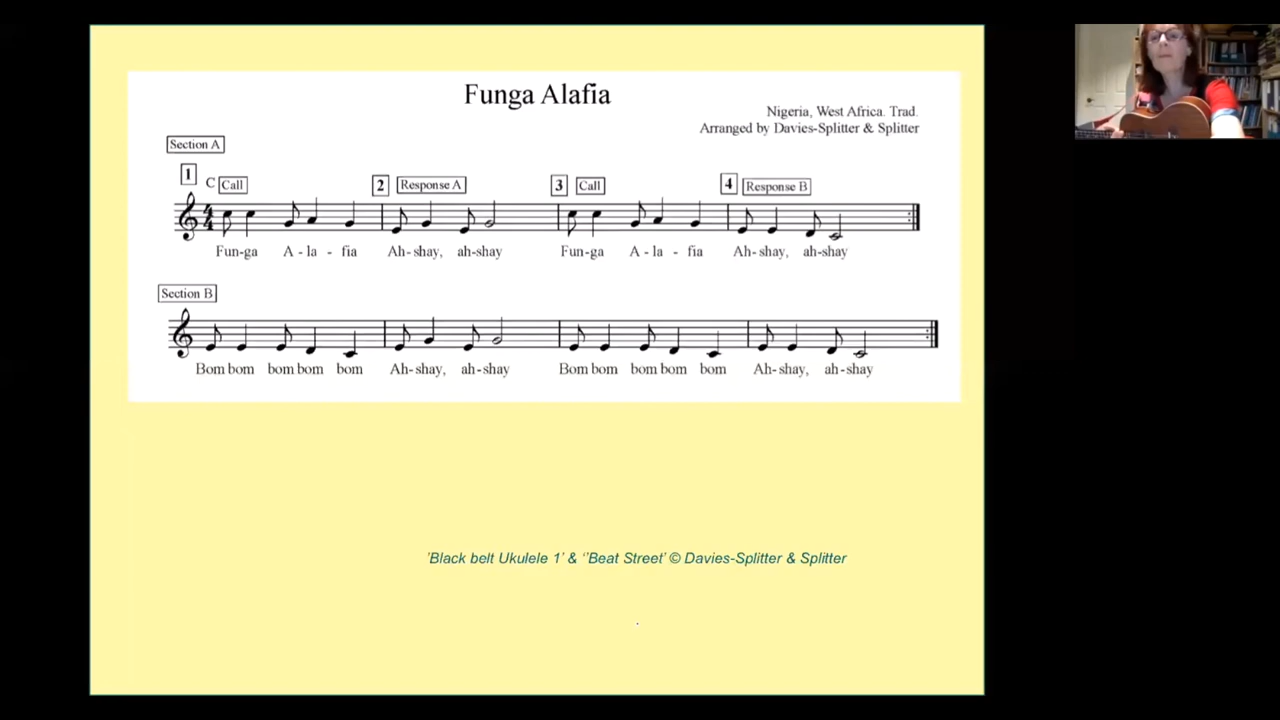 Funga Alafia
Nigeria, West Africa. Trad.
Arranged by Davies-Splitter & Splitter
Section A
1 C Call 2 Response A 3 Call 4 Response B
Fun-ga A - la - fia Ah-shay, ah-shay Fun-ga A - la - fia Ah-shay, ah-shay
Section B
Bom bom bom bom bom Ah-shay, ah-shay Bom bom bom bom bom Ah-shay, ah-shay
'Black belt Ukulele 1' & ‘'Beat Street' © Davies-Splitter & Splitter